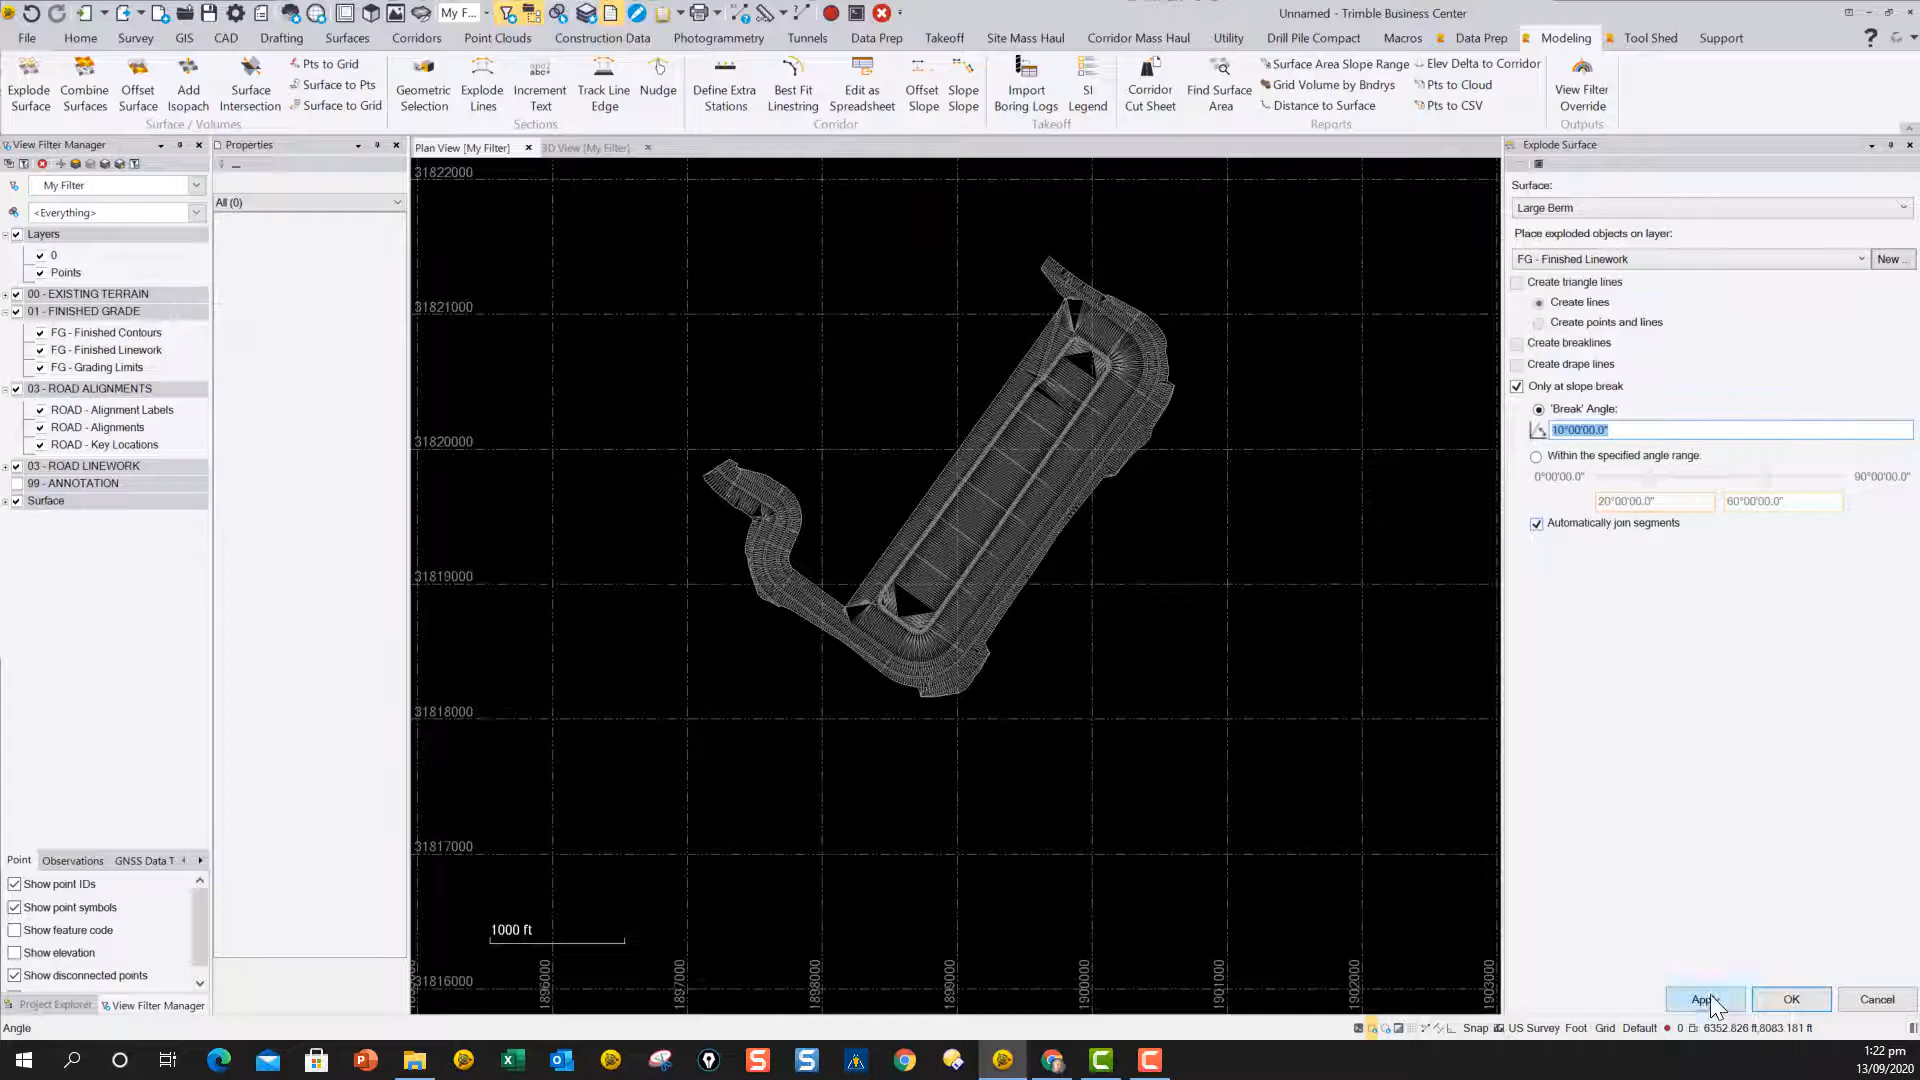 My F...
Unnamed - Trimble Business Center
File Home Survey GIS CAD Drafting Surfaces Corridors Point Clouds Construction Data Photogrammetry Tunnels Data Prep Takeoff Site Mass Haul Corridor Mass Haul Utility Drill Pile Compact Macros Data Prep Modeling Tool Shed Support
Explode Surface
Combine Surfaces
Offset Surface
Add Isopach
Surface Intersection
Pts to Grid
Surface to Pts
Surface to Grid
Surface / Volumes
Geometric Selection
Explode Lines
Increment Text
Track Line Edge
Nudge
Sections
Define Extra Stations
Best Fit Linestring
Edit as Spreadsheet
Offset Slope
Slope Slope
Corridor
Import Boring Logs
SI Legend
Takeoff
Corridor Cut Sheet
Find Surface Area
Surface Area Slope Range
Grid Volume by Bndrys
Distance to Surface
Elev Delta to Corridor
Pts to Cloud
Pts to CSV
Reports
View Filter Override
Outputs
View Filter Manager
My Filter
<Everything>
Layers
0
Points
00 - EXISTING TERRAIN
01 - FINISHED GRADE
FG - Finished Contours
FG - Finished Linework
FG - Grading Limits
03 - ROAD ALIGNMENTS
ROAD - Alignment Labels
ROAD - Alignments
ROAD - Key Locations
03 - ROAD LINEWORK
99 - ANNOTATION
Surface
Point Observations GNSS Data T
Show point IDs
Show point symbols
Show feature code
Show elevation
Show disconnected points
Project Explorer View Filter Manager
Angle
Properties
All (0)
Plan View [My Filter] 3D View [My Filter]
31822000
31821000
31820000
31819000
31818000
31817000
31816000
1000 ft
1896000
1897000
1898000
1899000
1900000
1901000
1902000
1903000
Explode Surface
Surface:
Large Berm
Place exploded objects on layer:
FG - Finished Linework
New ...
Create triangle lines
Create lines
Create points and lines
Create breaklines
Create drape lines
Only at slope break
'Break' Angle:
10°00'00.0"
Within the specified angle range:
0°00'00.0" 90°00'00.0"
20°00'00.0" 60°00'00.0"
Automatically join segments
OK
Cancel
Snap US Survey Foot Grid Default 0 6352.826 ft,8083.181 ft
1:22 pm
13/09/2020